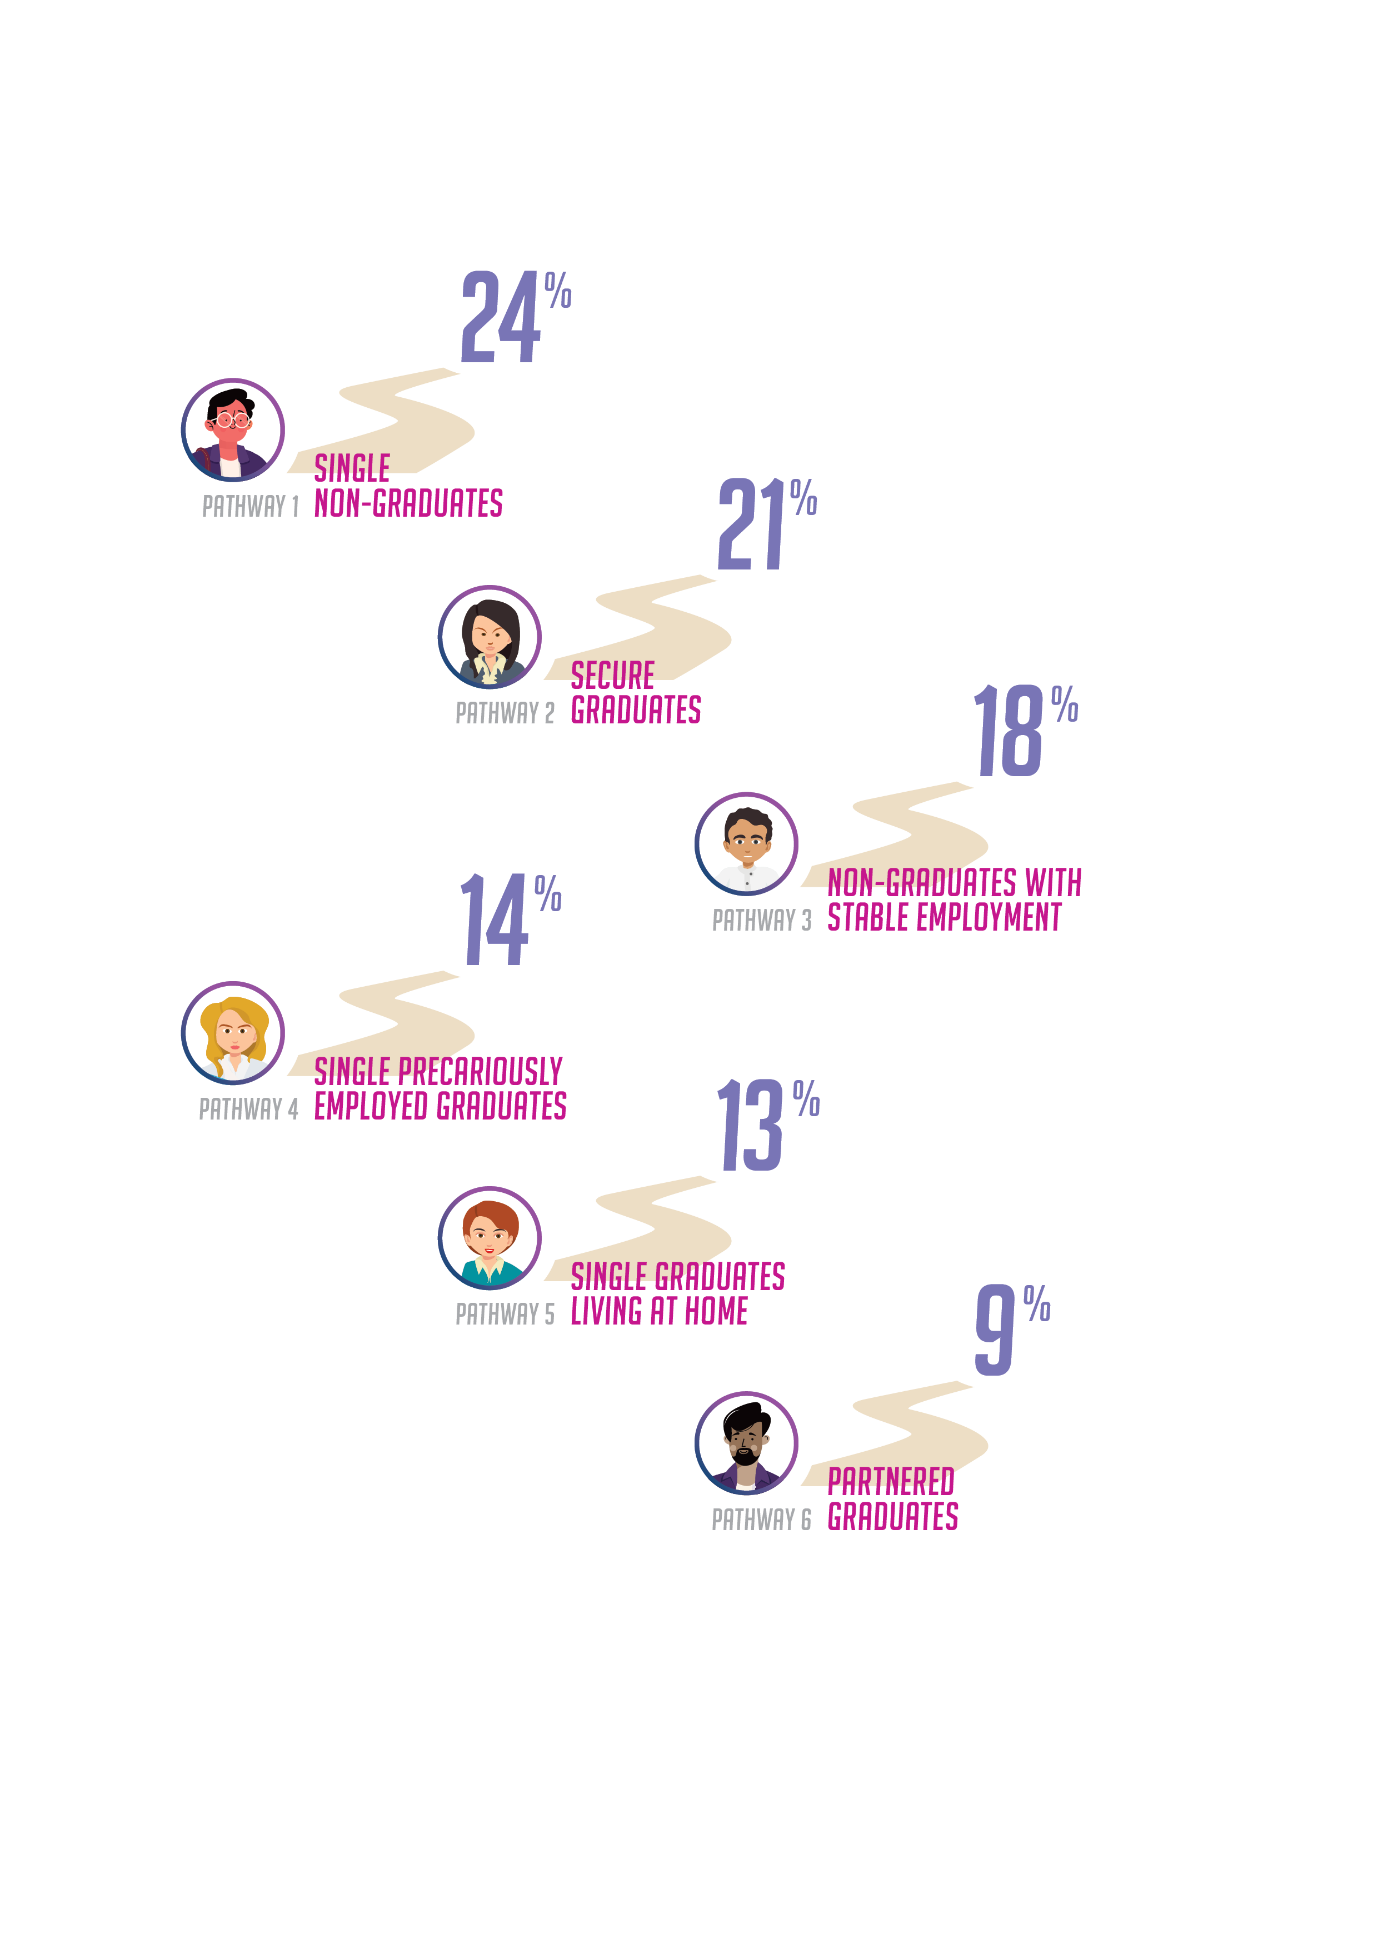 24%
PATHWAY 1
SINGLE
NON-GRADUATES
21%
PATHWAY 2
SECURE
GRADUATES
18%
PATHWAY 3
NON-GRADUATES WITH
STABLE EMPLOYMENT
14%
PATHWAY 4
SINGLE PRECARIOUSLY
EMPLOYED GRADUATES
13%
PATHWAY 5
SINGLE GRADUATES
LIVING AT HOME
9%
PATHWAY 6
PARTNERED
GRADUATES